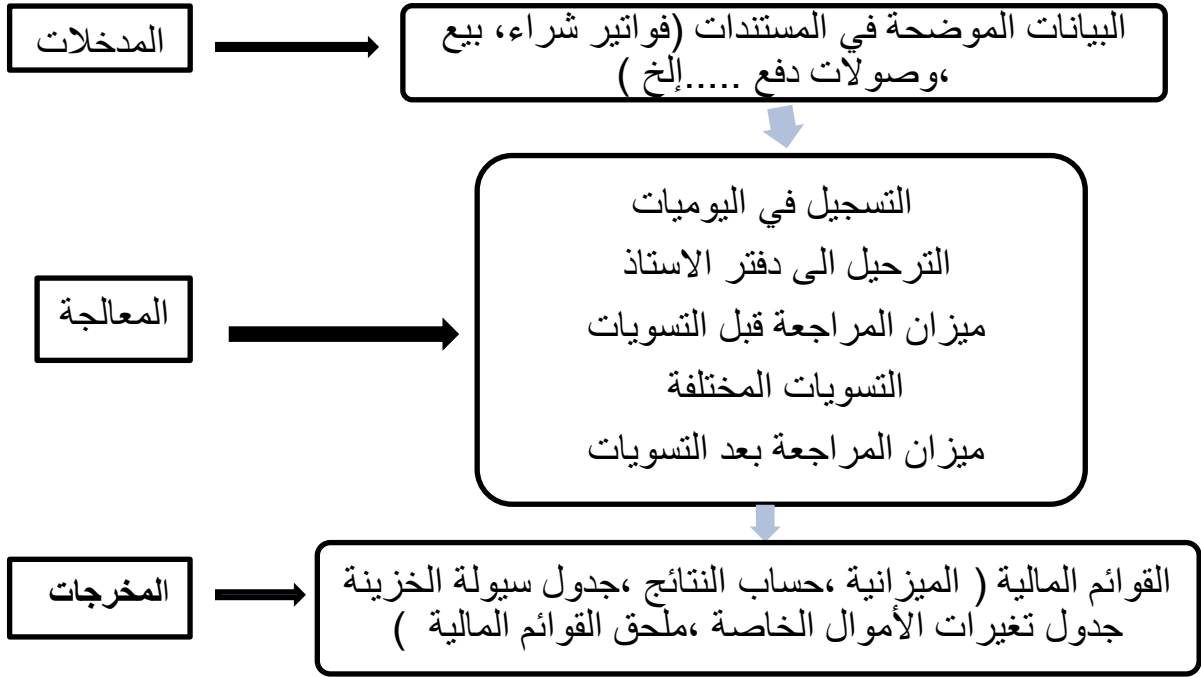 المدخلات
البيانات الموضحة في المستندات (فواتير شراء، بيع
،وصولات دفع .....إلخ )
المعالجة
التسجيل في اليوميات
الترحيل الى دفتر الاستاذ
ميزان المراجعة قبل التسويات
التسويات المختلفة
ميزان المراجعة بعد التسويات
المخرجات
القوائم المالية ( الميزانية ،حساب النتائج ،جدول سيولة الخزينة
جدول تغيرات الأموال الخاصة ،ملحق القوائم المالية )